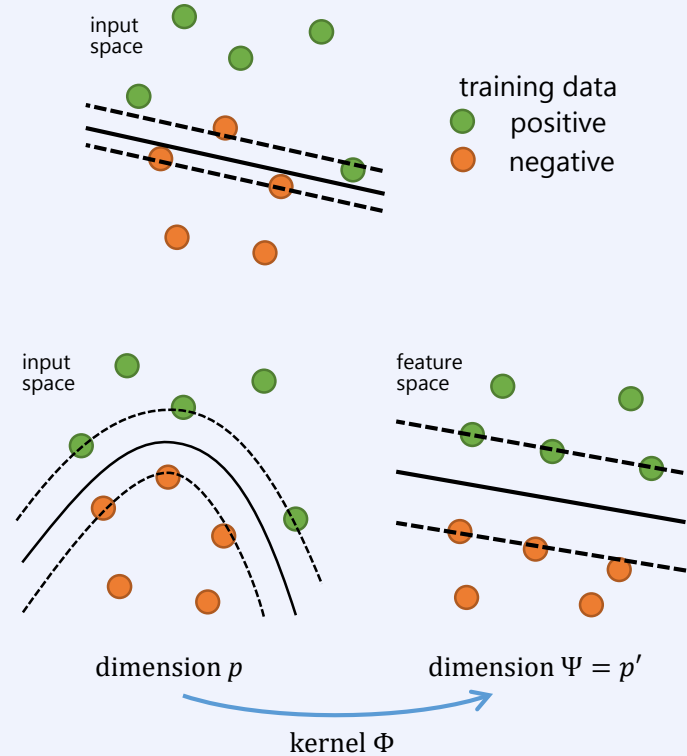 input
space
training data
positive
negative
input
space
feature
space
dimension p
dimension Ψ = p′
kernel Φ